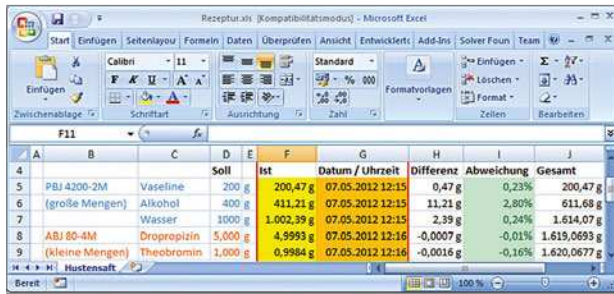 Rezeptur.xls [Kompatibilitätsmodus] - Microsoft Excel
Start Einfügen Seitenlayou Formeln Daten Überprüfen Ansicht Entwicklertc Add-Ins Solver Foun Team
Calibri 11 Standard
Einfügen F K U A A % 000 Formatvorlagen Einfügen Löschen Format
Zwischenablage Schriftart Ausrichtung Zahl Zellen Bearbeiten
F11 fx
A B C D E F G H I J
4 Soll Ist Datum / Uhrzeit Differenz Abweichung Gesamt
5 PBJ 4200-2M Vaseline 200 g 200,47 g 07.05.2012 12:15 0,47 g 0,23% 200,47 g
6 (große Mengen) Alkohol 400 g 411,21 g 07.05.2012 12:15 11,21 g 2,80% 611,68 g
7 Wasser 1000 g 1.002,39 g 07.05.2012 12:15 2,39 g 0,24% 1.614,07 g
8 ABJ 80-4M Dropropizin 5,000 g 4,9993 g 07.05.2012 12:16 -0,0007 g -0,01% 1.619,0693 g
9 (kleine Mengen) Theobromin 1,000 g 0,9984 g 07.05.2012 12:16 -0,0016 g -0,16% 1.620,0677 g
Hustensaft
Bereit 100 %